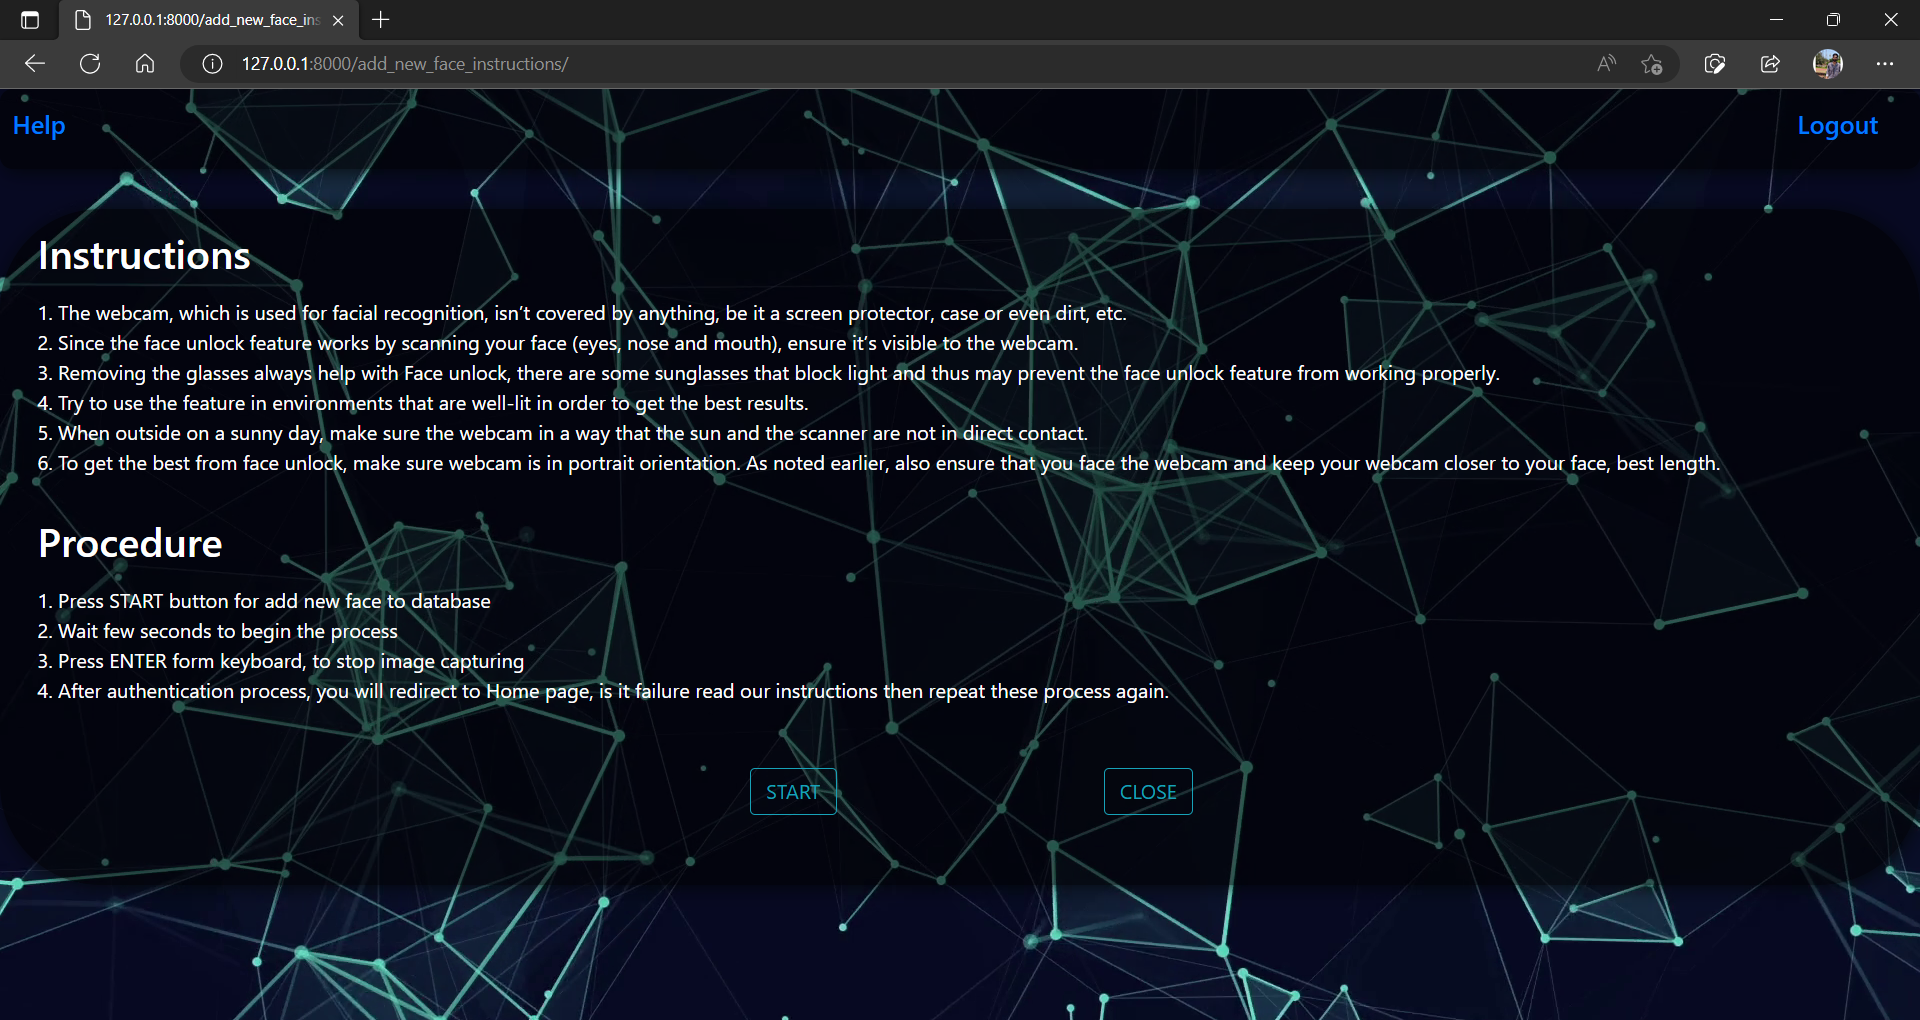 127.0.0.1:8000/add_new_face_ins
127.0.0.1:8000/add_new_face_instructions/
Help
Logout
Instructions
1. The webcam, which is used for facial recognition, isn't covered by anything, be it a screen protector, case or even dirt, etc.
2. Since the face unlock feature works by scanning your face (eyes, nose and mouth), ensure it's visible to the webcam.
3. Removing the glasses always help with Face unlock, there are some sunglasses that block light and thus may prevent the face unlock feature from working properly.
4. Try to use the feature in environments that are well-lit in order to get the best results.
5. When outside on a sunny day, make sure the webcam in a way that the sun and the scanner are not in direct contact.
6. To get the best from face unlock, make sure webcam is in portrait orientation. As noted earlier, also ensure that you face the webcam and keep your webcam closer to your face, best length.
Procedure
1. Press START button for add new face to database
2. Wait few seconds to begin the process
3. Press ENTER form keyboard, to stop image capturing
4. After authentication process, you will redirect to Home page, is it failure read our instructions then repeat these process again.
START
CLOSE